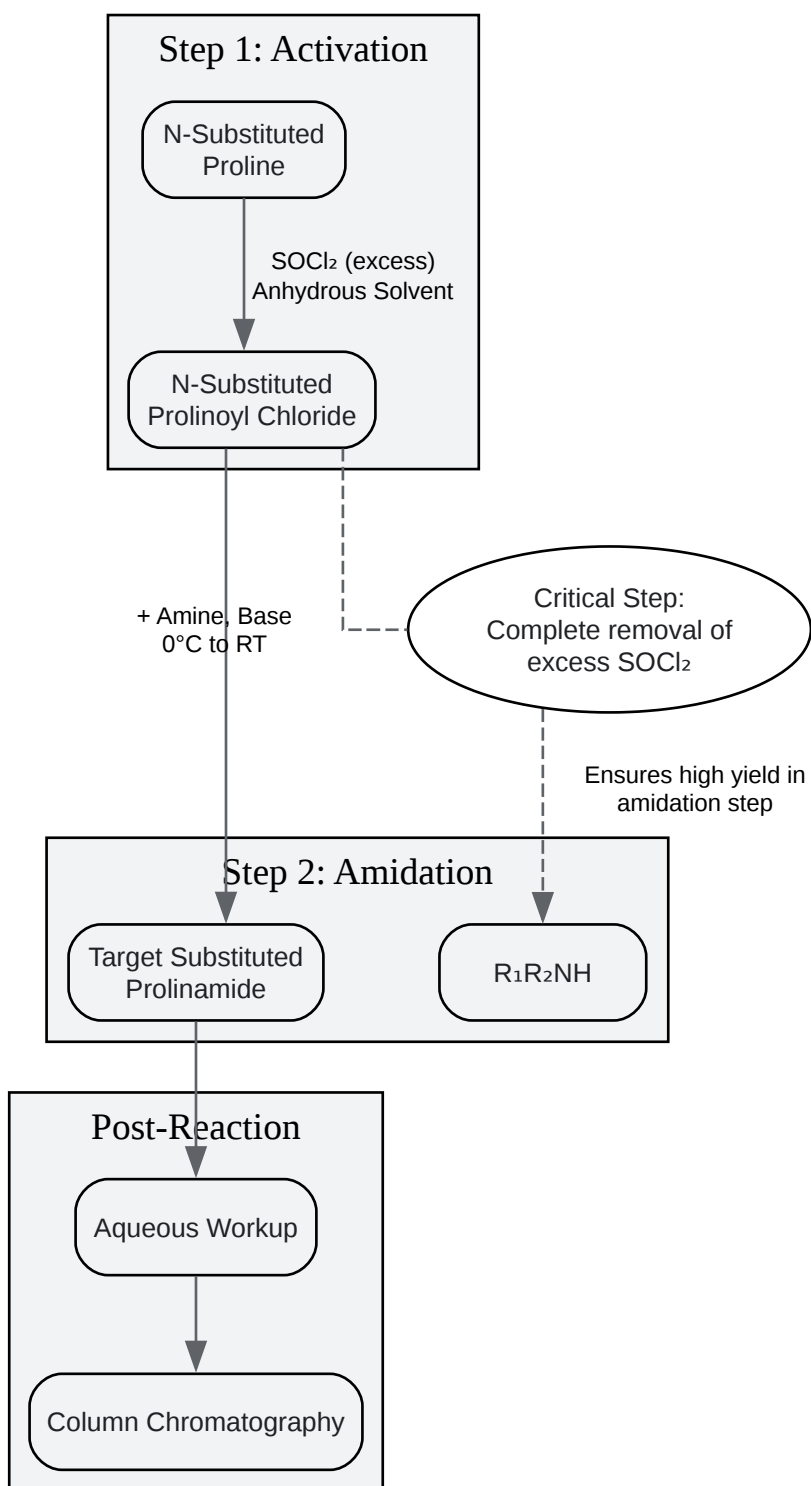 Step 1: Activation
N-Substituted
Proline
SOCl₂ (excess)
Anhydrous Solvent
N-Substituted
Prolinoyl Chloride
+ Amine, Base
0°C to RT
Critical Step:
Complete removal of
excess SOCl₂
Ensures high yield in
amidation step
Step 2: Amidation
Target Substituted
Prolinamide
R₁R₂NH
Post-Reaction
Aqueous Workup
Column Chromatography